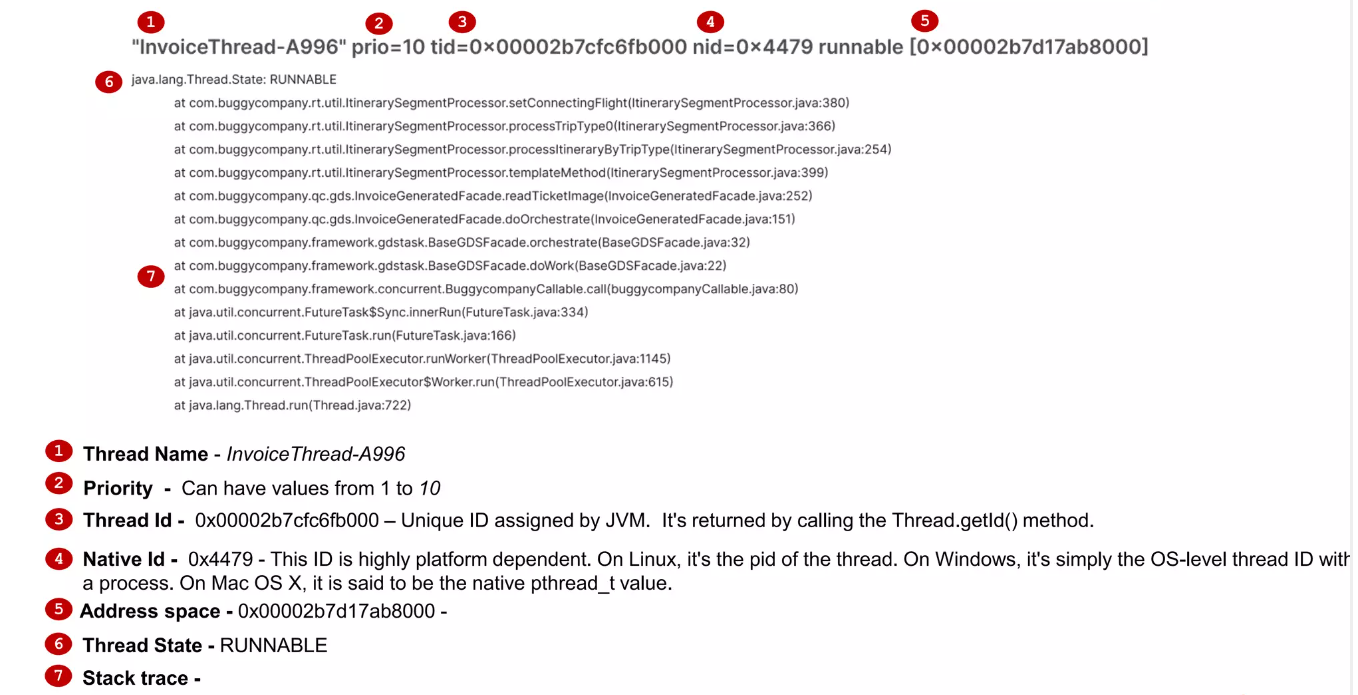 1 2 3 4 5
"InvoiceThread-A996" prio=10 tid=0x00002b7cfc6fb000 nid=0x4479 runnable [0x00002b7d17ab8000]
6 java.lang.Thread.State: RUNNABLE
at com.buggycompany.rt.util.ItinerarySegmentProcessor.setConnectingFlight(ItinerarySegmentProcessor.java:380)
at com.buggycompany.rt.util.ItinerarySegmentProcessor.processTripType0(ItinerarySegmentProcessor.java:366)
at com.buggycompany.rt.util.ItinerarySegmentProcessor.processItineraryByTripType(ItinerarySegmentProcessor.java:254)
at com.buggycompany.rt.util.ItinerarySegmentProcessor.templateMethod(ItinerarySegmentProcessor.java:399)
at com.buggycompany.qc.gds.InvoiceGeneratedFacade.readTicketImage(InvoiceGeneratedFacade.java:252)
at com.buggycompany.qc.gds.InvoiceGeneratedFacade.doOrchestrate(InvoiceGeneratedFacade.java:151)
at com.buggycompany.framework.gdstask.BaseGDSFacade.orchestrate(BaseGDSFacade.java:32)
at com.buggycompany.framework.gdstask.BaseGDSFacade.doWork(BaseGDSFacade.java:22)
7
at com.buggycompany.framework.concurrent.BuggycompanyCallable.call(buggycompanyCallable.java:80)
at java.util.concurrent.FutureTask$Sync.innerRun(FutureTask.java:334)
at java.util.concurrent.FutureTask.run(FutureTask.java:166)
at java.util.concurrent.ThreadPoolExecutor.runWorker(ThreadPoolExecutor.java:1145)
at java.util.concurrent.ThreadPoolExecutor$Worker.run(ThreadPoolExecutor.java:615)
at java.lang.Thread.run(Thread.java:722)
1 Thread Name - InvoiceThread-A996
2 Priority - Can have values from 1 to 10
3 Thread Id - 0x00002b7cfc6fb000 – Unique ID assigned by JVM. It's returned by calling the Thread.getId() method.
4 Native Id - 0x4479 - This ID is highly platform dependent. On Linux, it's the pid of the thread. On Windows, it's simply the OS-level thread ID with
a process. On Mac OS X, it is said to be the native pthread_t value.
5 Address space - 0x00002b7d17ab8000 -
6 Thread State - RUNNABLE
7 Stack trace -